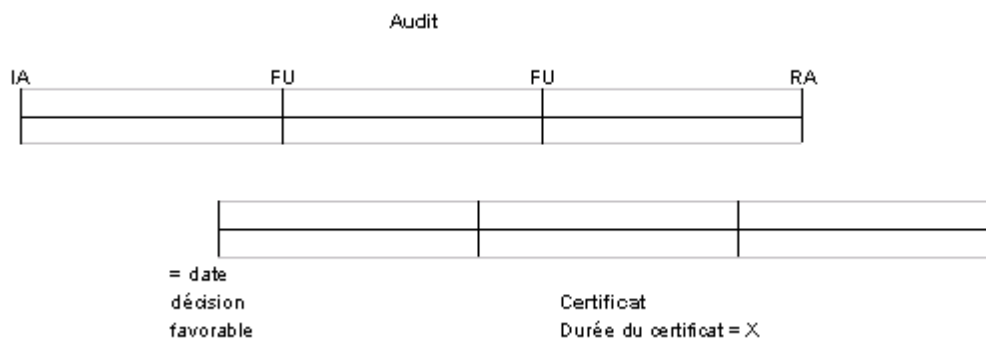 Audit
IA FU FU RA
= date
décision
favorable
Certificat
Durée du certificat = X